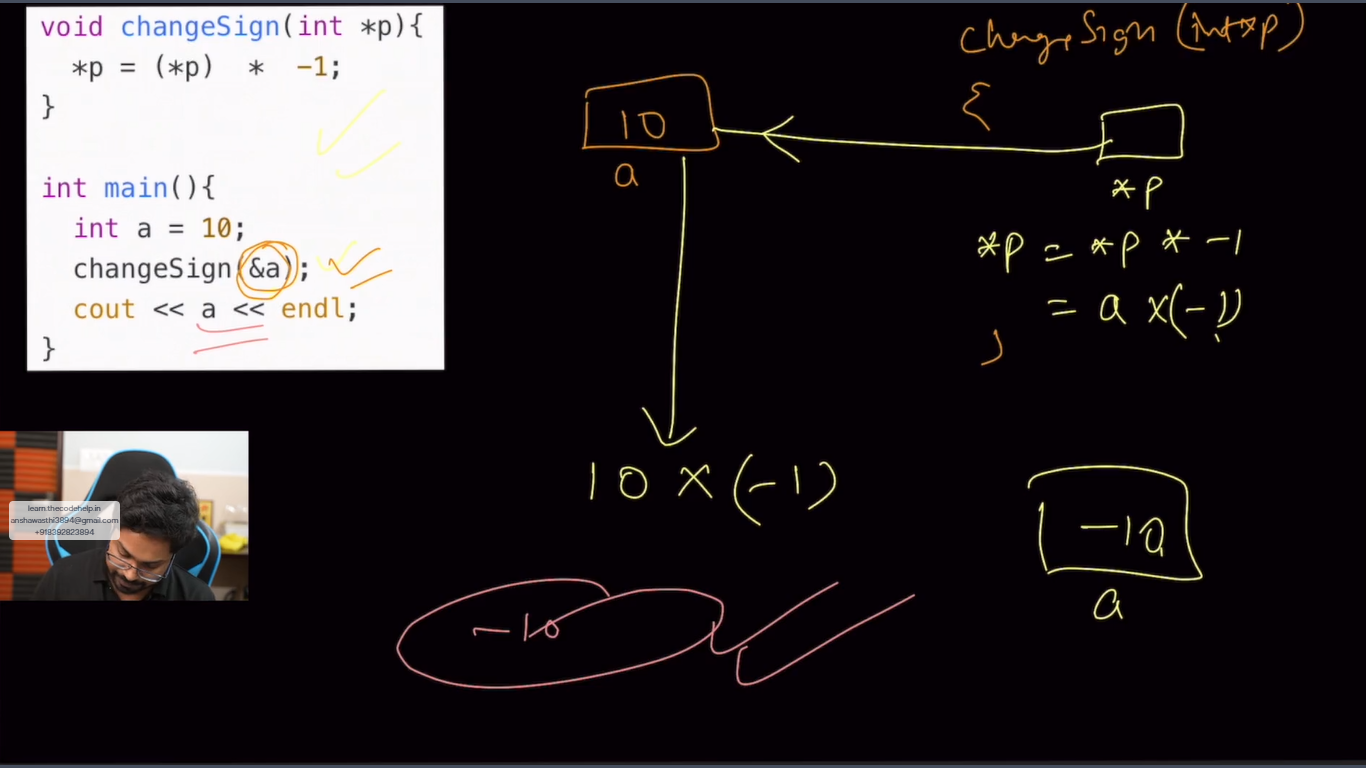 void changeSign(int *p){
*p = (*p) * -1;
}
int main(){
int a = 10;
changeSign(&a);
cout << a << endl;
}
changeSign (int*p)
{
10
a
*p
*p = *p * -1
= a x(-1)
}
10 x (-1)
-10
a
-10
learn.thecodehelp.in
anshawasthi3894@gmail.com
+918392823894